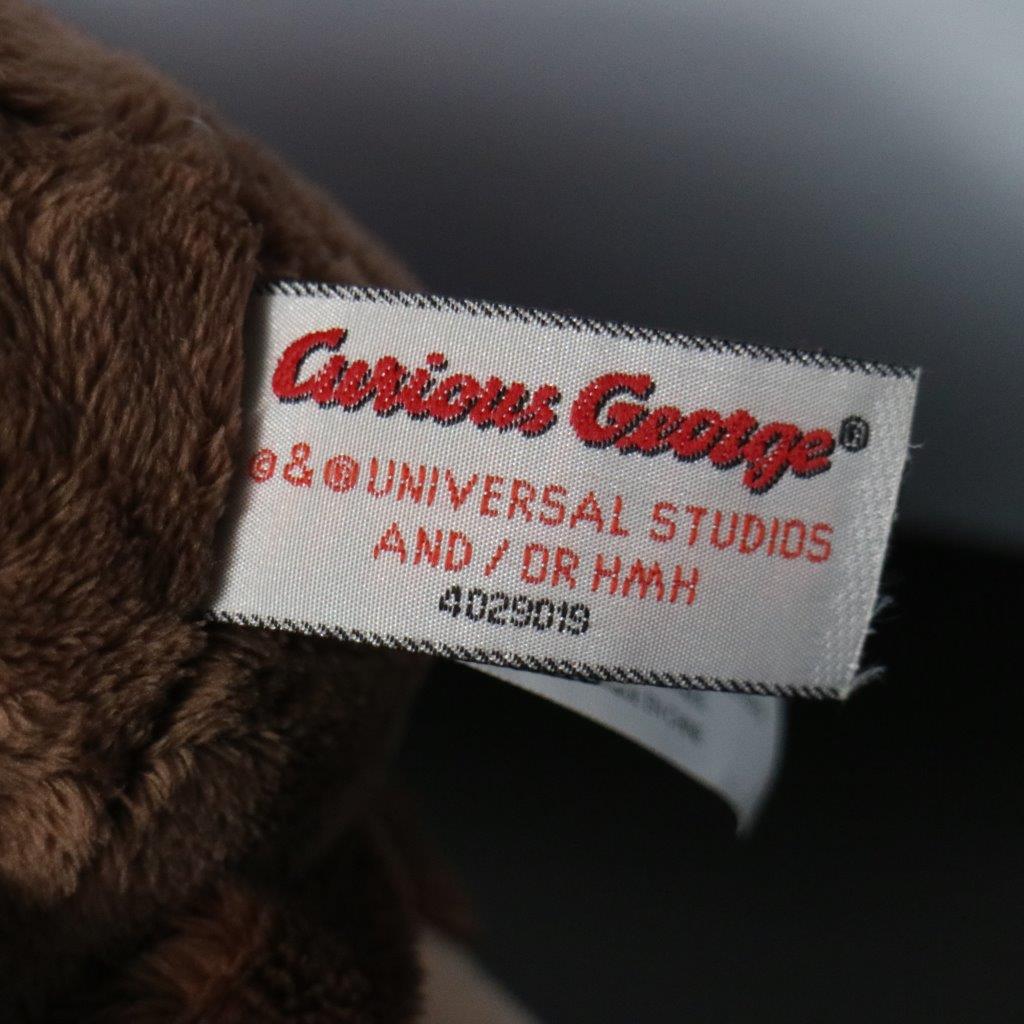 Curious George®
©&® UNIVERSAL STUDIOS
AND / OR HMH
4029019